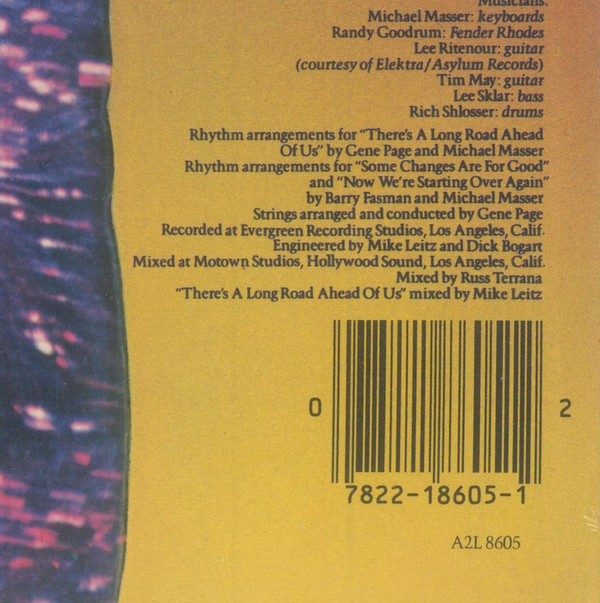 Musicians:
Michael Masser: keyboards
Randy Goodrum: Fender Rhodes
Lee Ritenour: guitar
(courtesy of Elektra/Asylum Records)
Tim May: guitar
Lee Sklar: bass
Rich Shlosser: drums
Rhythm arrangements for "There's A Long Road Ahead
Of Us" by Gene Page and Michael Masser
Rhythm arrangements for "Some Changes Are For Good"
and "Now We're Starting Over Again"
by Barry Fasman and Michael Masser
Strings arranged and conducted by Gene Page
Recorded at Evergreen Recording Studios, Los Angeles, Calif.
Engineered by Mike Leitz and Dick Bogart
Mixed at Motown Studios, Hollywood Sound, Los Angeles, Calif.
Mixed by Russ Terrana
"There's A Long Road Ahead Of Us" mixed by Mike Leitz
0 2
7822-18605-1
A2L 8605